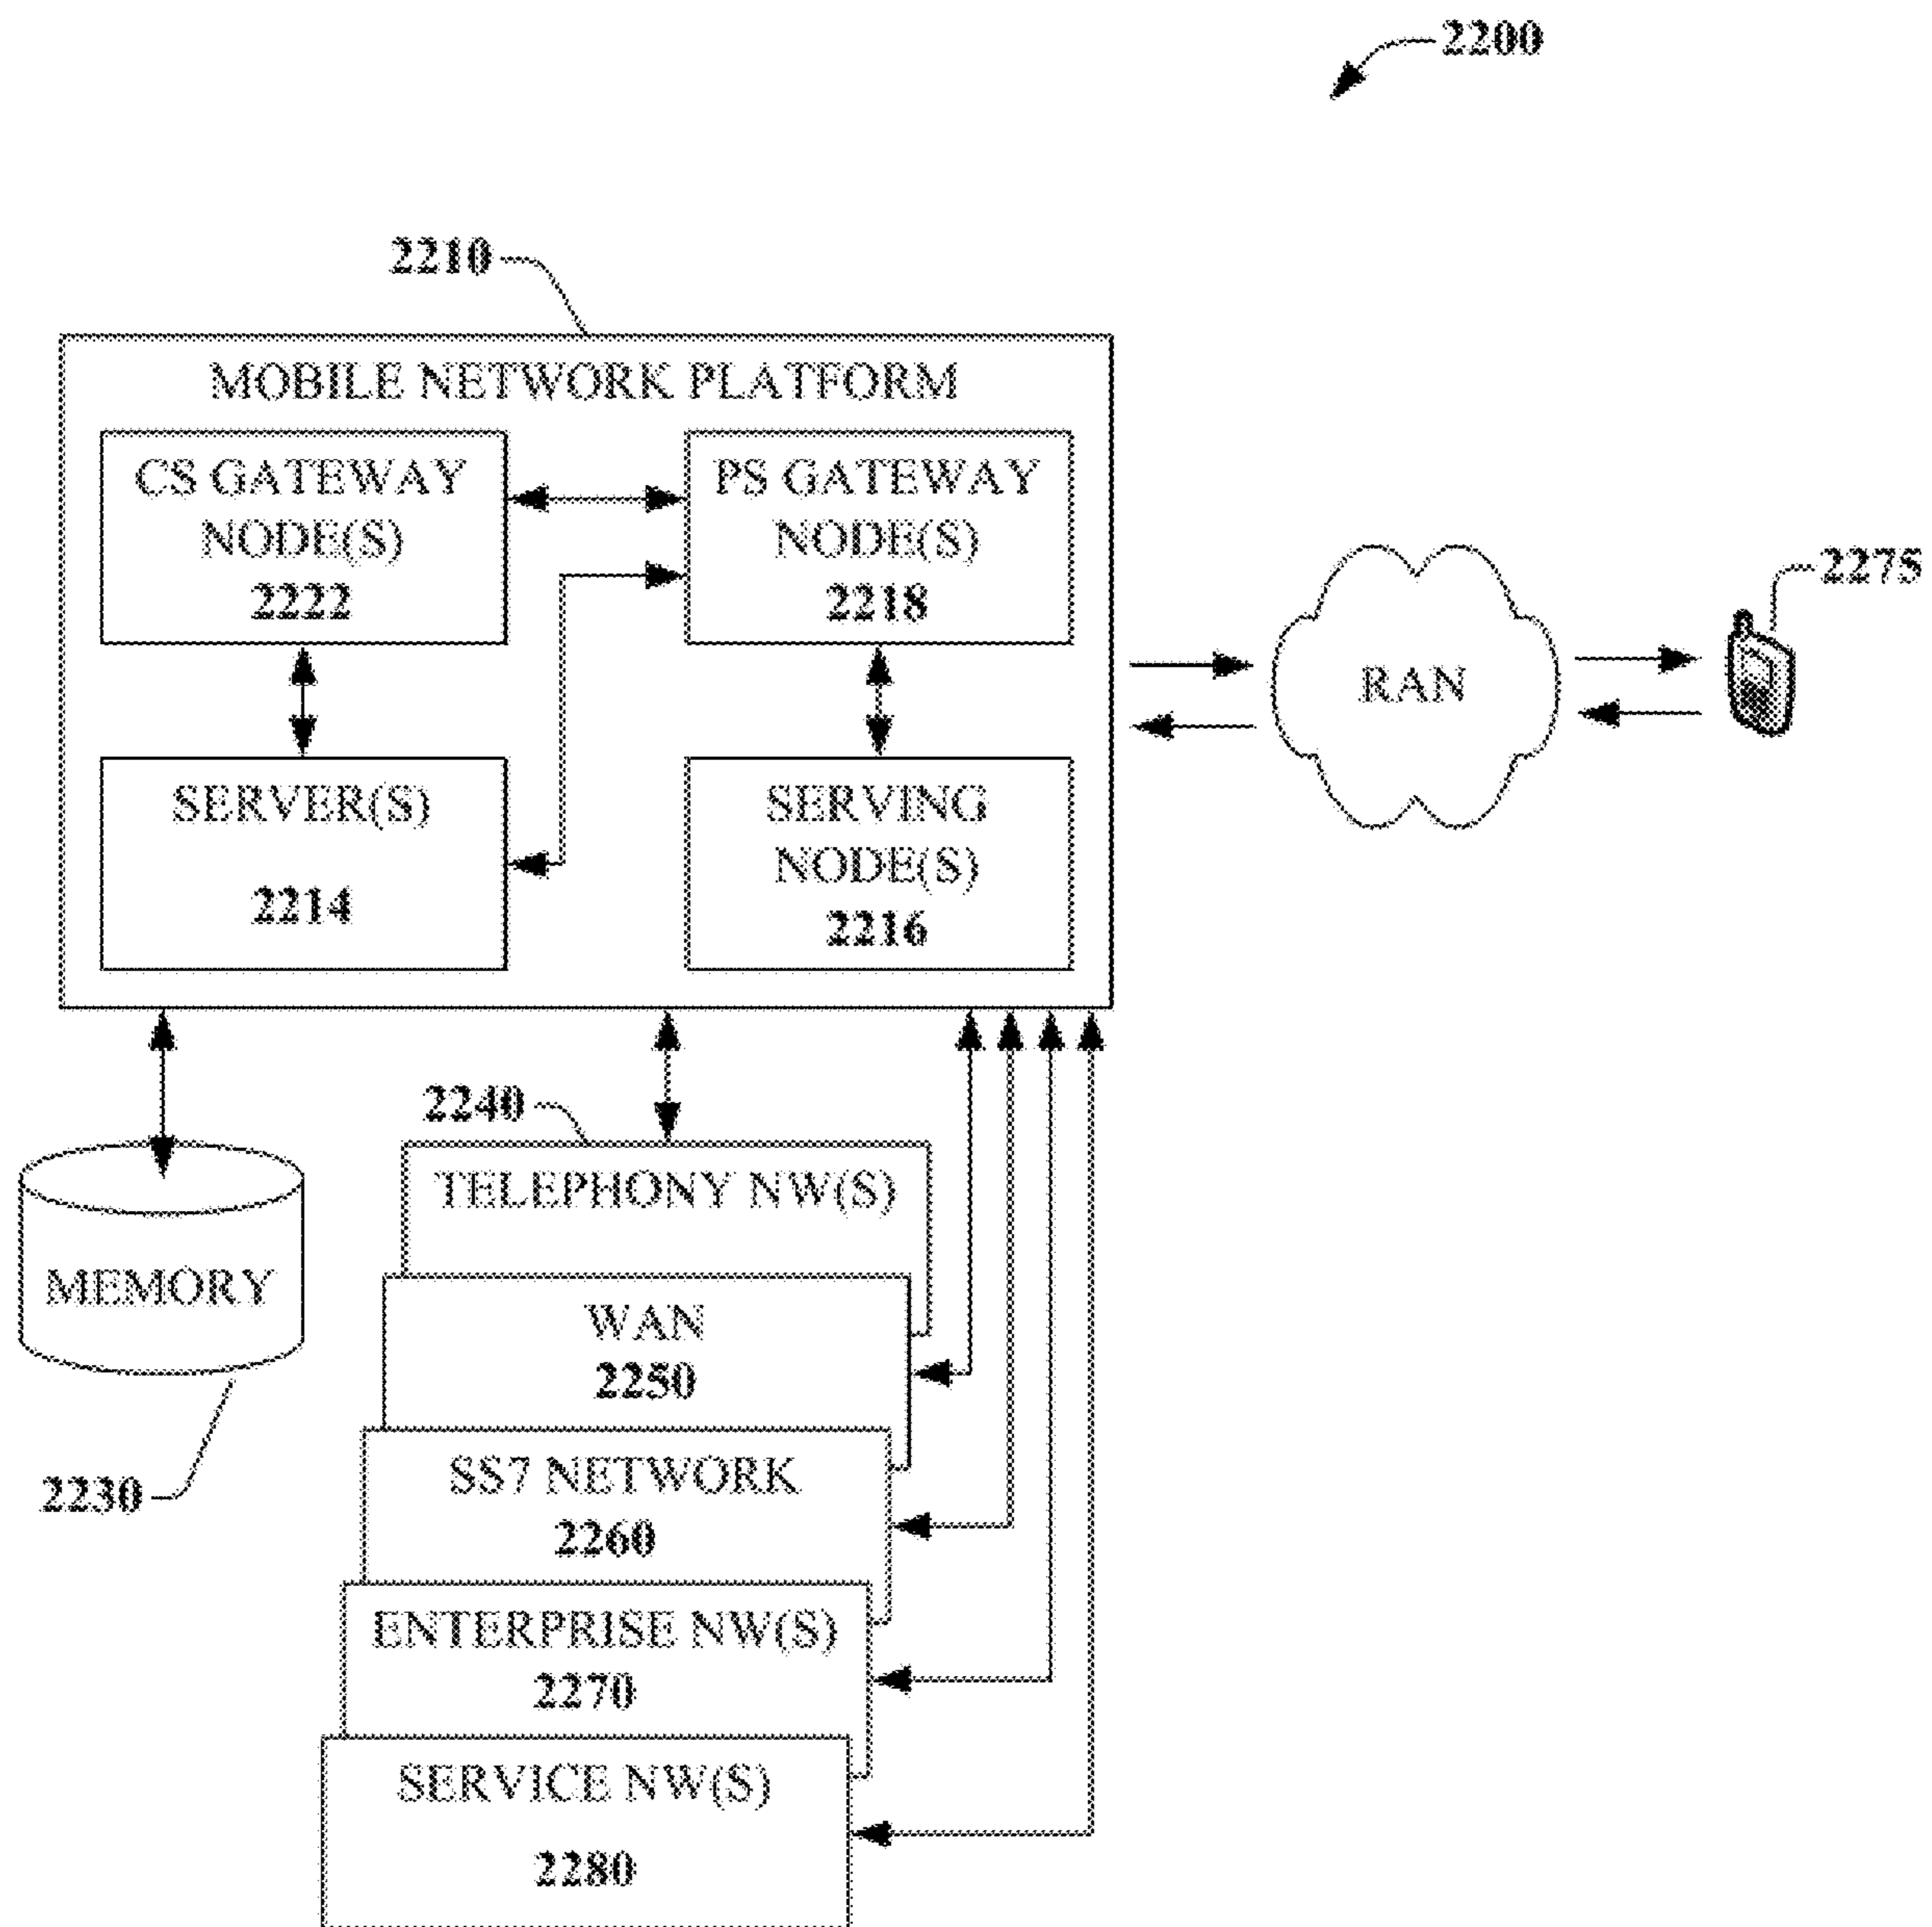 2200
2210
MOBILE NETWORK PLATFORM
CS GATEWAY
NODE(S)
2222
PS GATEWAY
NODE(S)
2218
SERVER(S)
2214
SERVING
NODE(S)
2216
RAN
2275
2240
TELEPHONY NW(S)
MEMORY
2230
WAN
2250
SS7 NETWORK
2260
ENTERPRISE NW(S)
2270
SERVICE NW(S)
2280